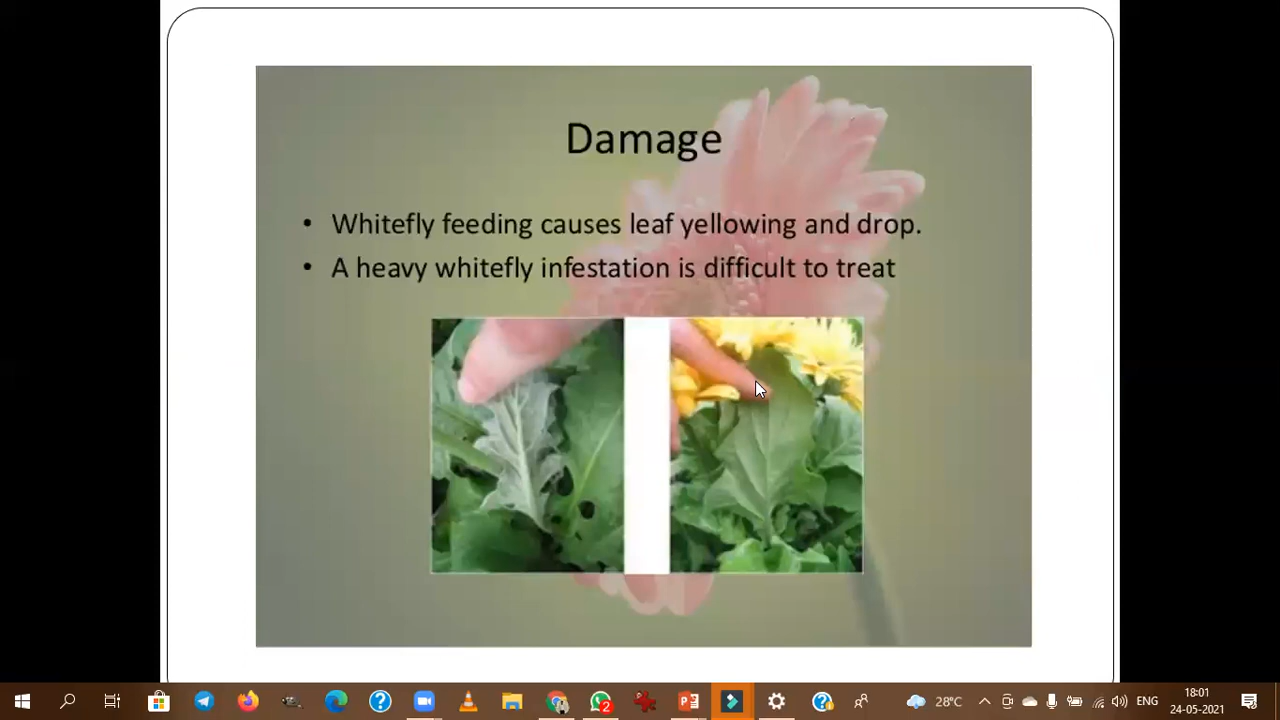 Damage
• Whitefly feeding causes leaf yellowing and drop.
• A heavy whitefly infestation is difficult to treat
2
28°C
ENG
18:01
24-05-2021